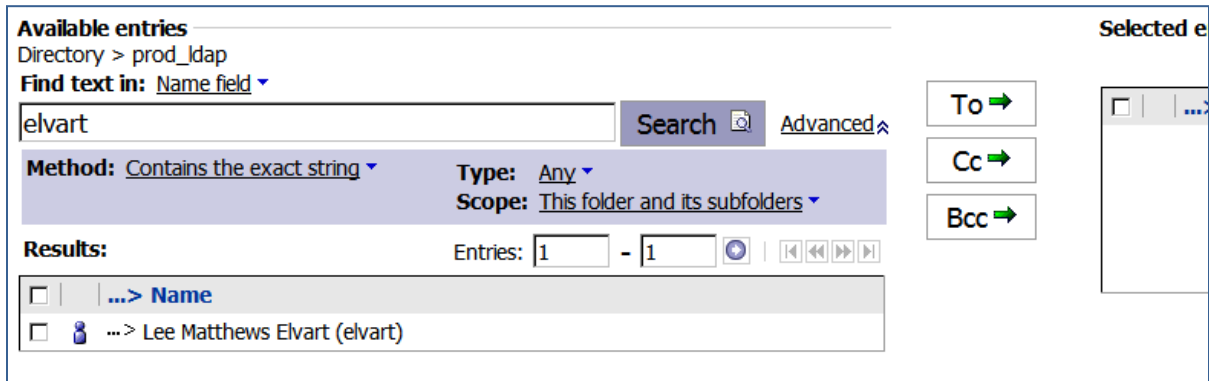 Available entries
Selected e
Directory > prod_ldap
Find text in: Name field
elvart
Search
Advanced
To
...>
Method: Contains the exact string
Type: Any
Cc
Scope: This folder and its subfolders
Bcc
Results:
Entries: 1 - 1
...> Name
...> Lee Matthews Elvart (elvart)